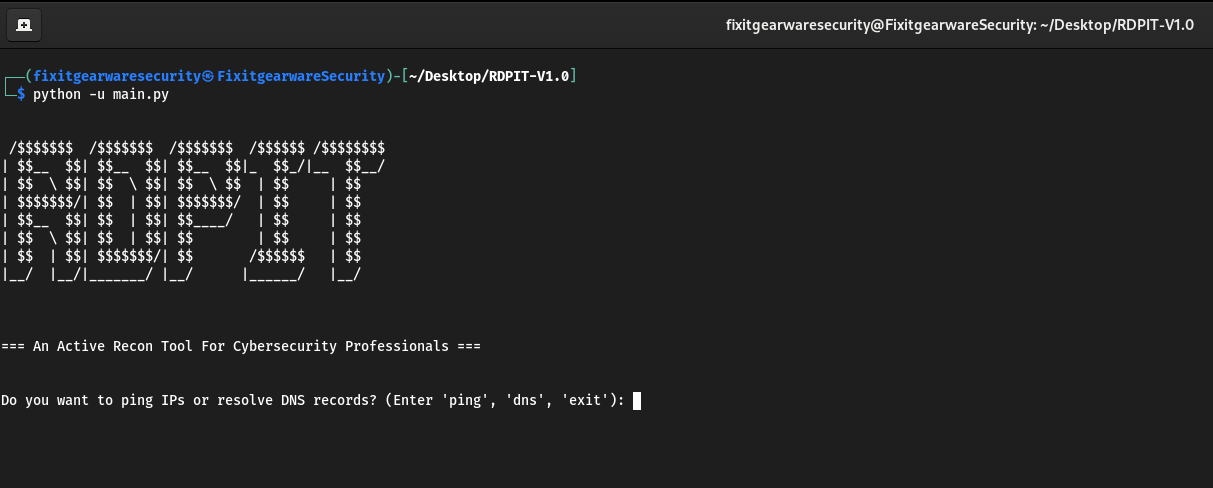 fixitgearwaresecurity@FixitgearwareSecurity: ~/Desktop/RDPIT-V1.0
┌──(fixitgearwaresecurity㉿FixitgearwareSecurity)-[~/Desktop/RDPIT-V1.0]
└─$ python -u main.py
 /$$$$$$$  /$$$$$$$  /$$$$$$$  /$$$$$$ /$$$$$$$$
| $$__  $$| $$__  $$| $$__  $$|_  $$_/|__  $$__/
| $$  \ $$| $$  \ $$| $$  \ $$  | $$     | $$
| $$$$$$$/| $$  | $$| $$$$$$$/  | $$     | $$
| $$__  $$| $$  | $$| $$____/   | $$     | $$
| $$  \ $$| $$  | $$| $$        | $$     | $$
| $$  | $$| $$$$$$$/| $$       /$$$$$$   | $$
|__/  |__/|_______/ |__/      |______/   |__/
=== An Active Recon Tool For Cybersecurity Professionals ===
Do you want to ping IPs or resolve DNS records? (Enter 'ping', 'dns', 'exit'):